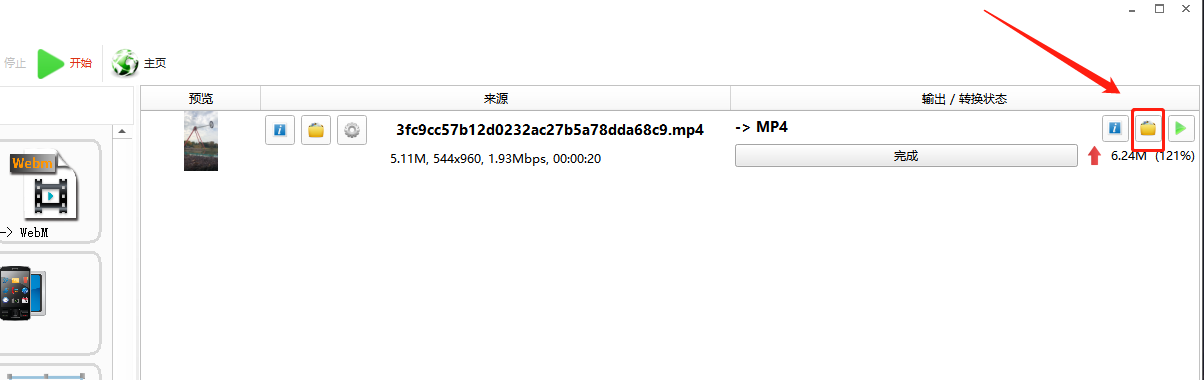 停止 开始 主页
预览 来源 输出 / 转换状态
3fc9cc57b12d0232ac27b5a78dda68c9.mp4 -> MP4
5.11M, 544x960, 1.93Mbps, 00:00:20 完成 6.24M (121%)
Webm
-> WebM